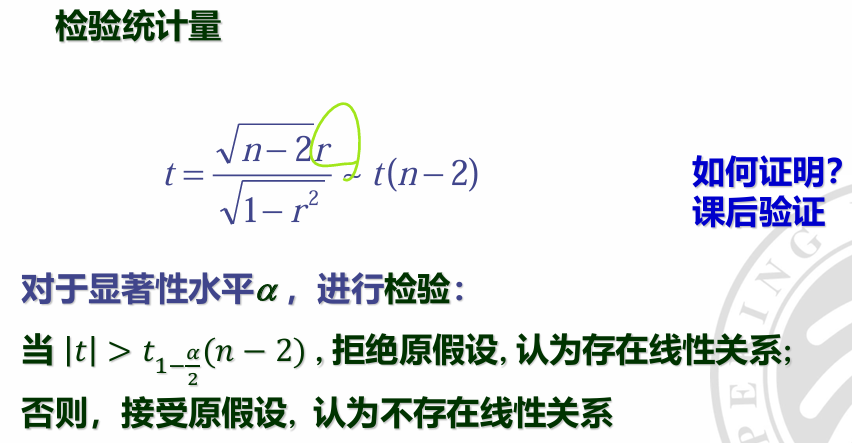 检验统计量
t = \frac{\sqrt{n-2}r}{\sqrt{1-r^2}} ~ t(n-2)
如何证明?
课后验证
对于显著性水平α，进行检验：
当 |t| > t_{1-\frac{α}{2}}(n-2) , 拒绝原假设, 认为存在线性关系;
否则，接受原假设, 认为不存在线性关系
PEKING